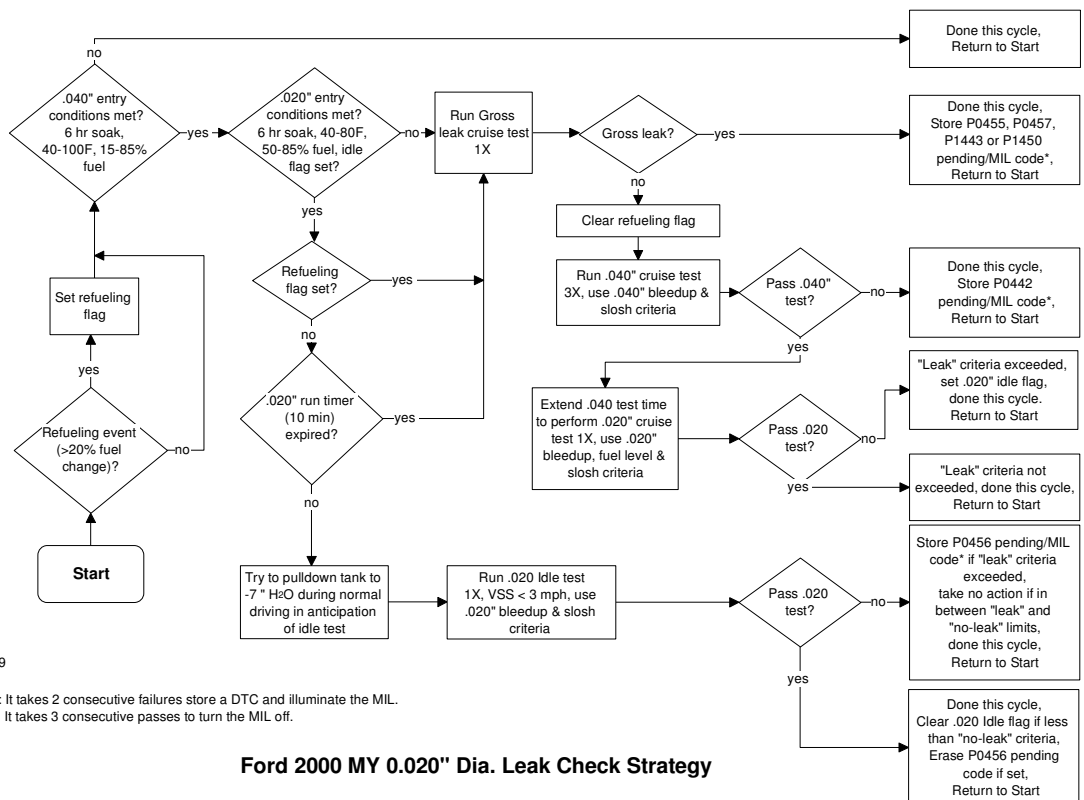 Done this cycle,
Return to Start
no
.040" entry
conditions met?
6 hr soak,
40-100F, 15-85%
fuel
yes
.020" entry
conditions met?
6 hr soak, 40-80F,
50-85% fuel, idle
flag set?
no
Run Gross
leak cruise test
1X
Gross leak?
yes
Done this cycle,
Store P0455, P0457,
P1443 or P1450
pending/MIL code*,
Return to Start
no
Clear refueling flag
yes
Refueling
flag set?
yes
Run .040" cruise test
3X, use .040" bleedup &
slosh criteria
Pass .040"
test?
no
Done this cycle,
Store P0442
pending/MIL code*,
Return to Start
Set refueling
flag
no
yes
yes
"Leak" criteria exceeded,
set .020" idle flag,
done this cycle.
Return to Start
.020" run timer
(10 min)
expired?
yes
Extend .040 test time
to perform .020" cruise
test 1X, use .020"
bleedup, fuel level &
slosh criteria
Pass .020
test?
no
Refueling event
(>20% fuel
change)?
no
yes
"Leak" criteria not
exceeded, done this cycle,
Return to Start
no
Start
Try to pulldown tank to
-7 " H2O during normal
driving in anticipation
of idle test
Run .020 Idle test
1X, VSS < 3 mph, use
.020" bleedup & slosh
criteria
Pass .020
test?
no
Store P0456 pending/MIL
code* if "leak" criteria
exceeded,
take no action if in
between "leak" and
"no-leak" limits,
done this cycle,
Return to Start
yes
9
: It takes 2 consecutive failures store a DTC and illuminate the MIL.
It takes 3 consecutive passes to turn the MIL off.
Done this cycle,
Clear .020 Idle flag if less
than "no-leak" criteria,
Erase P0456 pending
code if set,
Return to Start
Ford 2000 MY 0.020" Dia. Leak Check Strategy